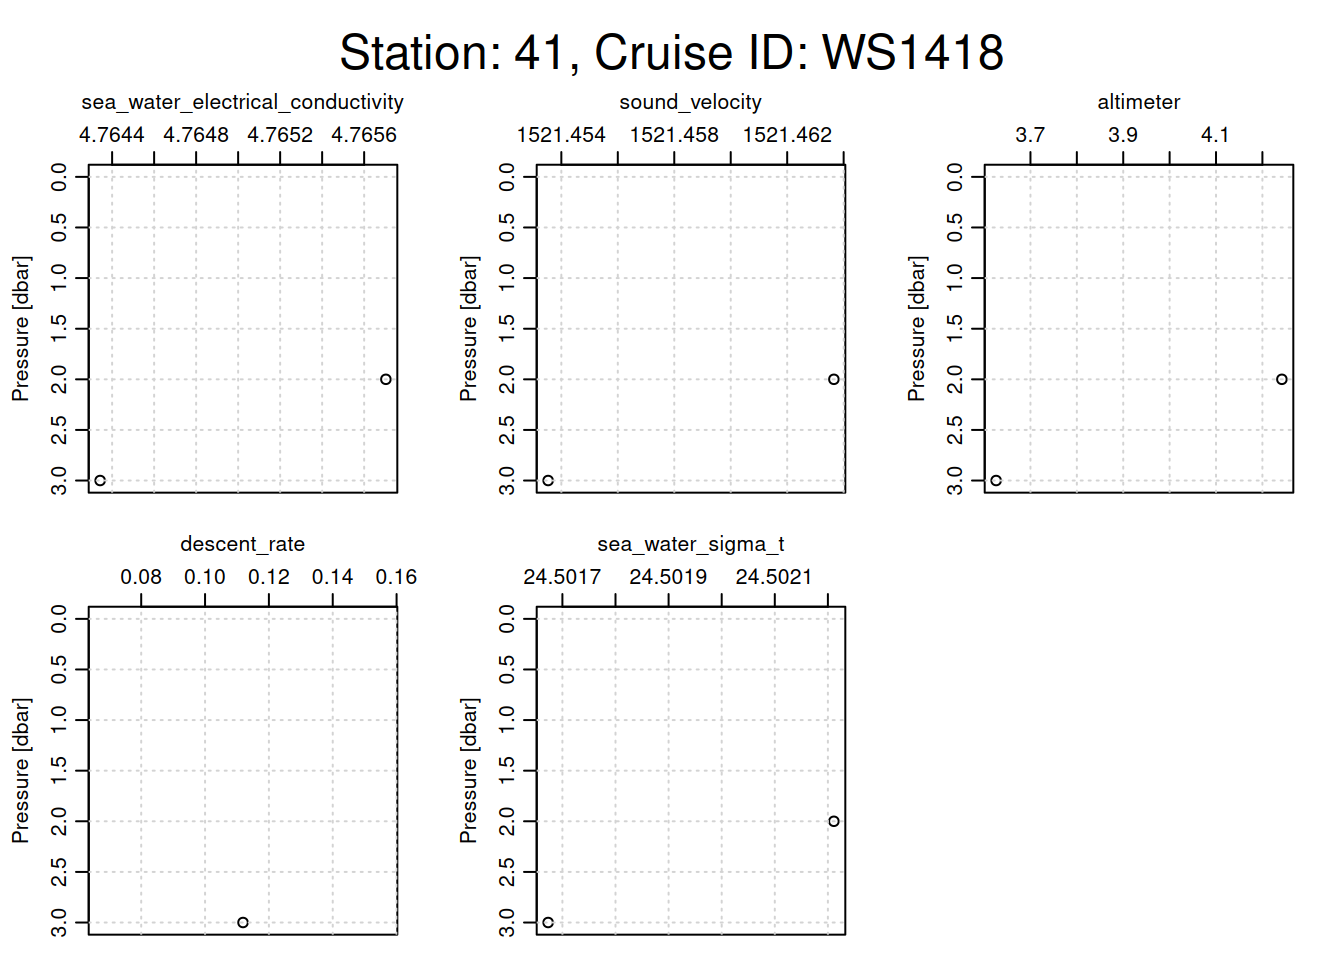 Station: 41, Cruise ID: WS1418
sea_water_electrical_conductivity
4.7644 4.7648 4.7652 4.7656
Pressure [dbar]
0.0 0.5 1.0 1.5 2.0 2.5 3.0
sound_velocity
1521.454 1521.458 1521.462
Pressure [dbar]
0.0 0.5 1.0 1.5 2.0 2.5 3.0
altimeter
3.7 3.9 4.1
Pressure [dbar]
0.0 0.5 1.0 1.5 2.0 2.5 3.0
descent_rate
0.08 0.10 0.12 0.14 0.16
Pressure [dbar]
0.0 0.5 1.0 1.5 2.0 2.5 3.0
sea_water_sigma_t
24.5017 24.5019 24.5021
Pressure [dbar]
0.0 0.5 1.0 1.5 2.0 2.5 3.0